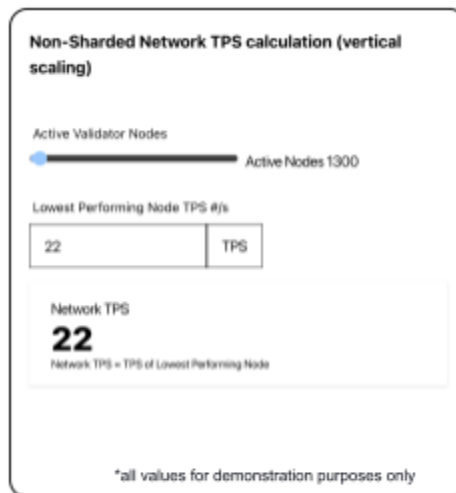 Non-Sharded Network TPS calculation (vertical
scaling)
Active Validator Nodes
Active Nodes 1300
Lowest Performing Node TPS #/s
22
TPS
Network TPS
22
Network TPS = TPS of Lowest Performing Node
*all values for demonstration purposes only